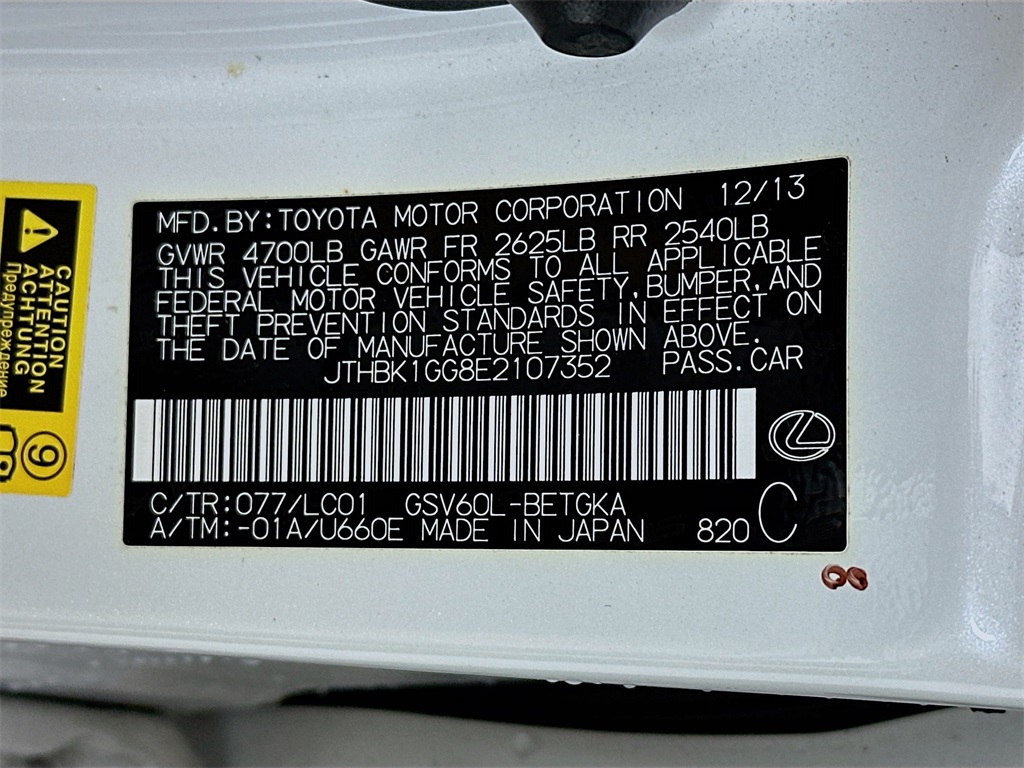 MFD. BY: TOYOTA MOTOR CORPORATION 12/13
GVWR 4700LB GAWR FR 2625LB RR 2540LB
THIS VEHICLE CONFORMS TO ALL APPLICABLE
FEDERAL MOTOR VEHICLE SAFETY, BUMPER, AND
THEFT PREVENTION STANDARDS IN EFFECT ON
THE DATE OF MANUFACTURE SHOWN ABOVE.
JTHBK1GG8E2107352 PASS. CAR
C/TR: 077/LC01 GSV60L-BETGKA
A/TM: -01A/U660E MADE IN JAPAN 820 C
CAUTION
ATTENTION
ACHTUNG
Предупреждение
9